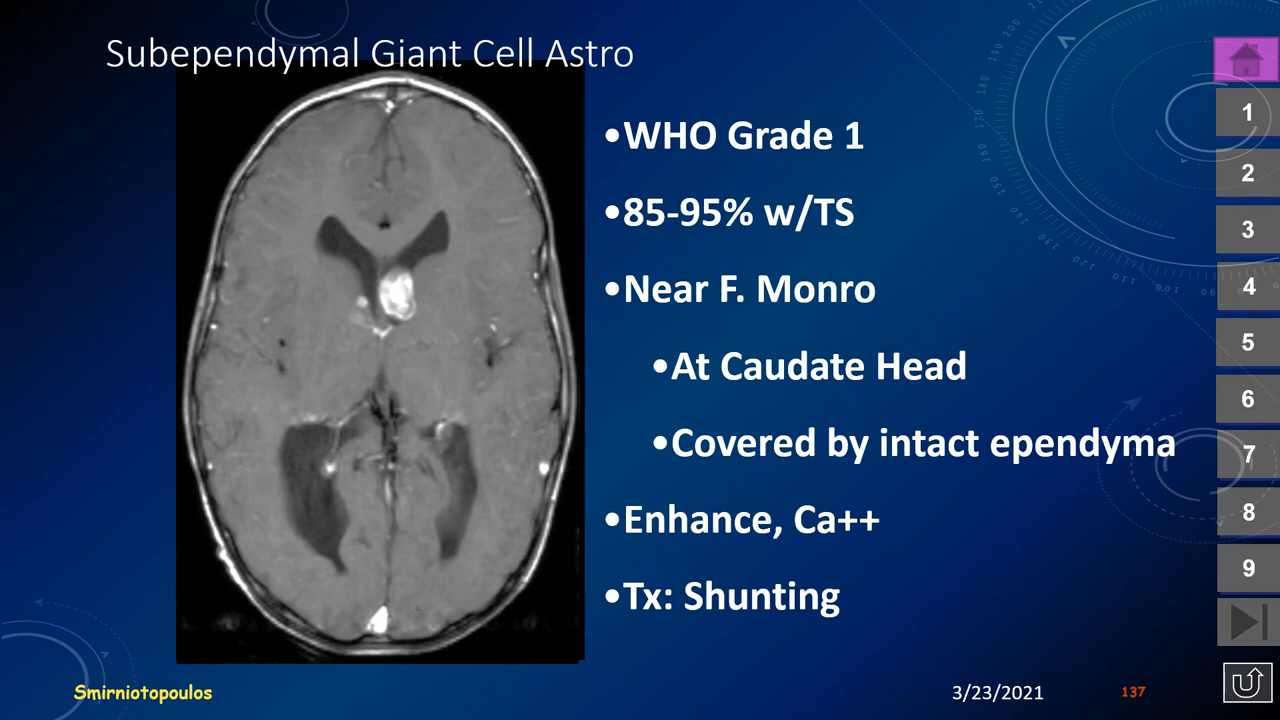 Subependymal Giant Cell Astro
•WHO Grade 1
•85-95% w/TS
•Near F. Monro
•At Caudate Head
•Covered by intact ependyma
•Enhance, Ca++
•Tx: Shunting
1
2
3
4
5
6
7
8
9
Smirniotopoulos
3/23/2021
137